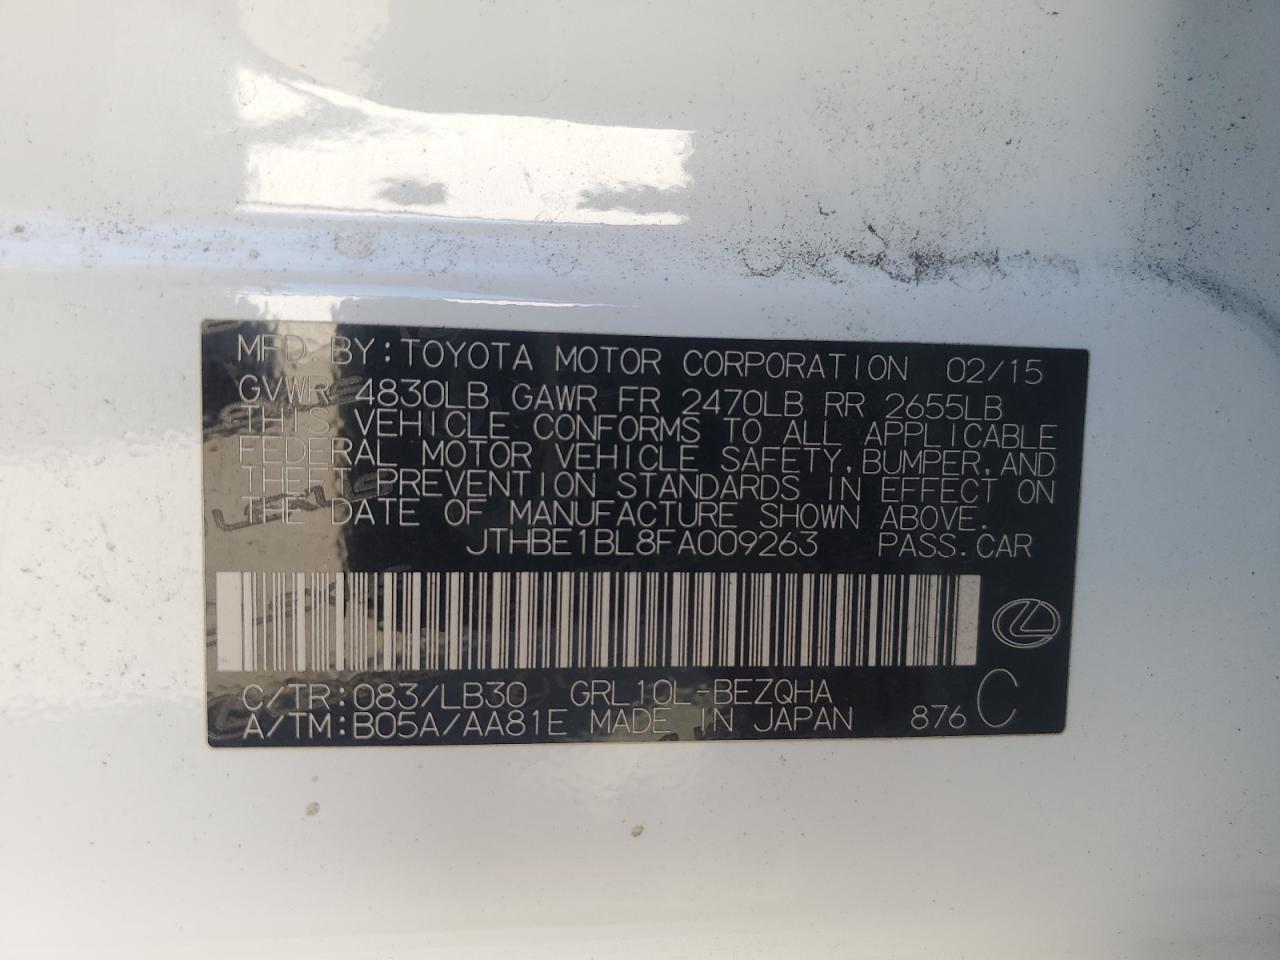 MFD. BY: TOYOTA MOTOR CORPORATION 02/15
GVWR 4830LB GAWR FR 2470LB RR 2655LB
THIS VEHICLE CONFORMS TO ALL APPLICABLE
FEDERAL MOTOR VEHICLE SAFETY, BUMPER, AND
THEFT PREVENTION STANDARDS IN EFFECT ON
THE DATE OF MANUFACTURE SHOWN ABOVE.
JTHBE1BL8FA009263 PASS. CAR
C/TR: 083/LB30 GRL10L-BEZQHA
A/TM: B05A/AA81E MADE IN JAPAN 876 C